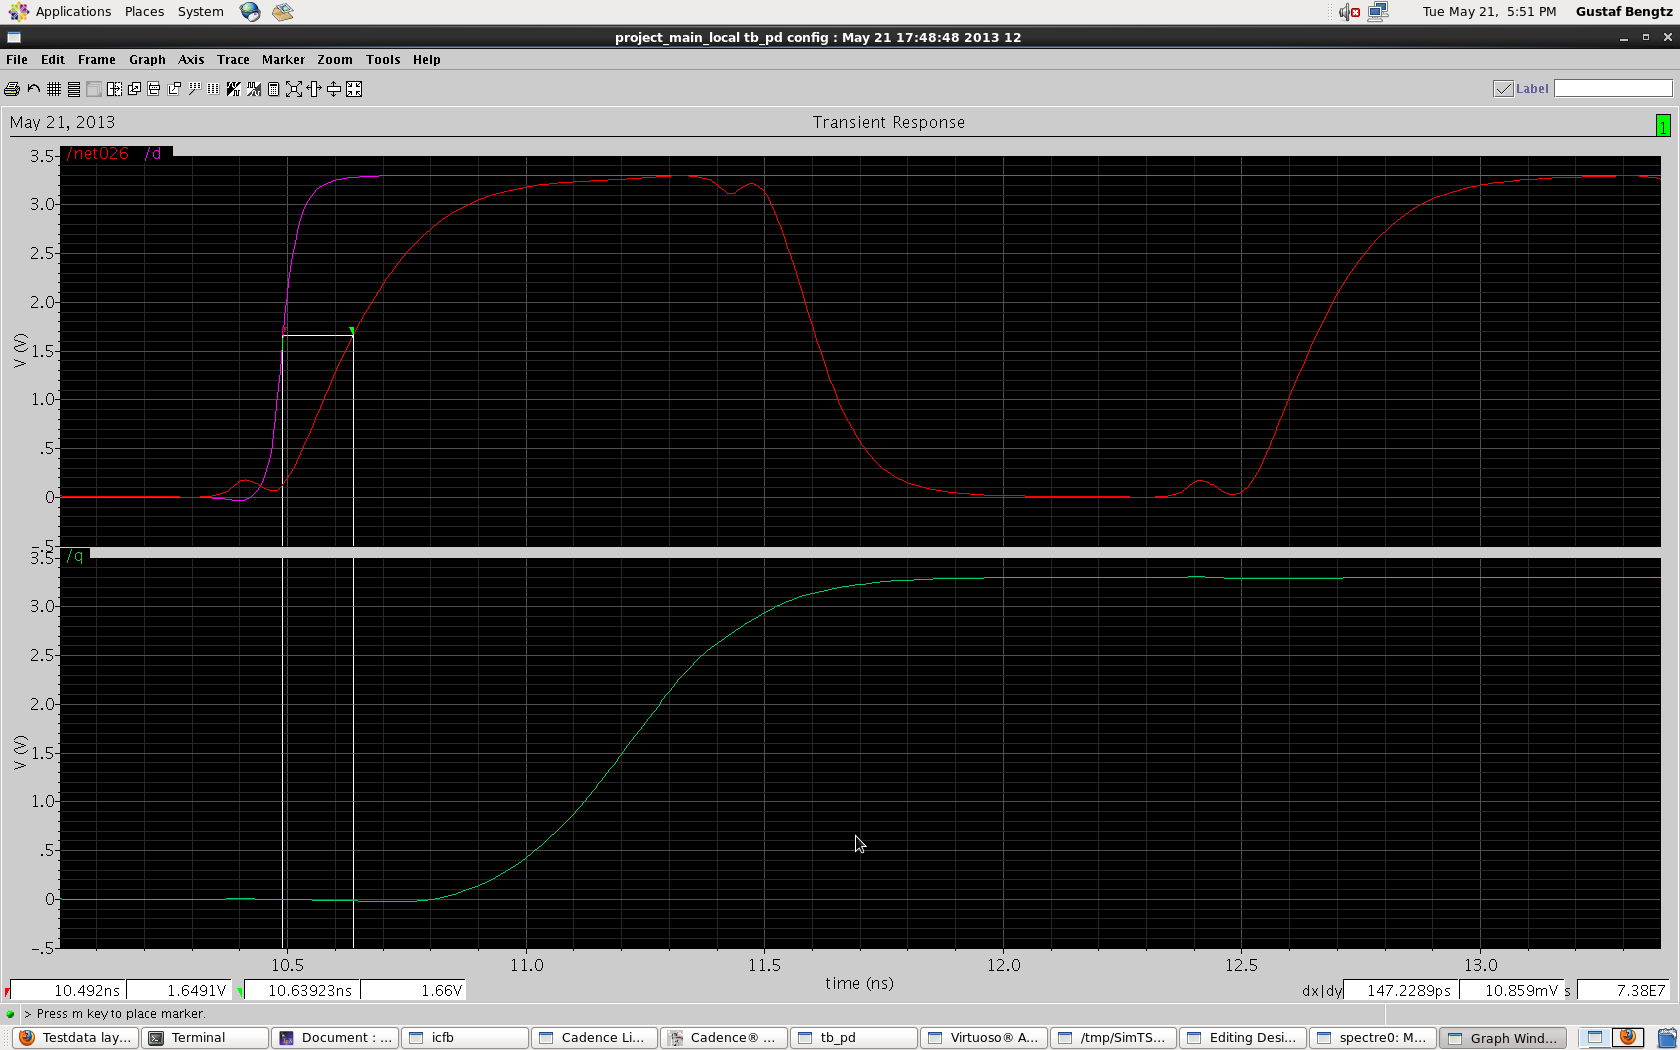 Applications Places System Tue May 21, 5:51 PM Gustaf Bengtz
project_main_local tb_pd config : May 21 17:48:48 2013 12
File Edit Frame Graph Axis Trace Marker Zoom Tools Help
Label
May 21, 2013 Transient Response 1
/net026 /d
3.5
3.0
2.5
2.0
V (V)
1.5
1.0
.5
0
-.5
/q
3.5
3.0
2.5
2.0
V (V)
1.5
1.0
.5
0
-.5
10.5 11.0 11.5 12.0 12.5 13.0
time (ns)
10.492ns 1.6491V 10.63923ns 1.66V dx|dy 147.2289ps 10.859mV s 7.38E7
> Press m key to place marker.
Testdata lay... Terminal Document : ... icfb Cadence Li... Cadence® ... tb_pd Virtuoso® A... /tmp/SimTS... Editing Desi... spectre0: M... Graph Wind...